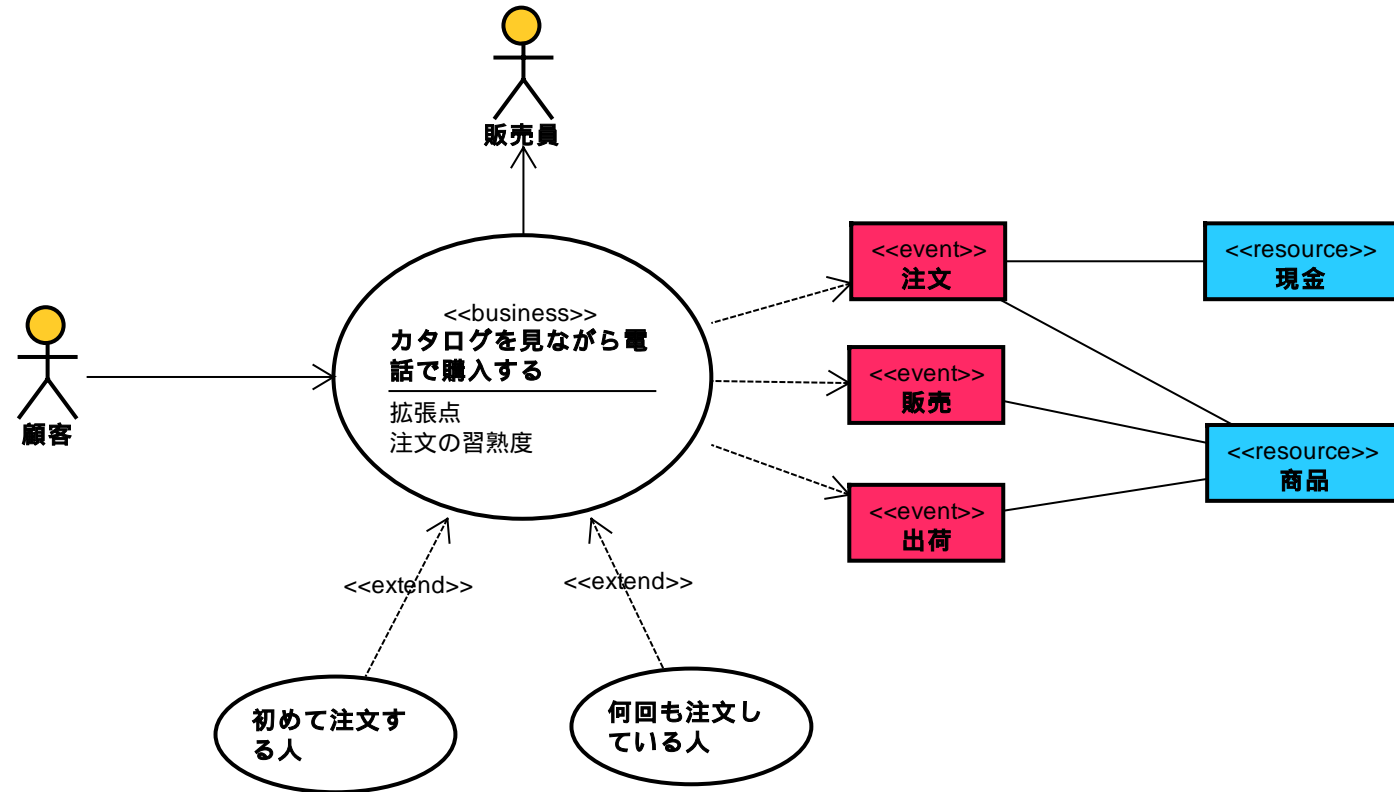 販売員
<<event>>
注文
<<resource>>
現金
<<business>>
カタログを見ながら電
話で購入する
拡張点
注文の習熟度
<<event>>
販売
顧客
<<resource>>
商品
<<event>>
出荷
<<extend>>
<<extend>>
初めて注文す
る人
何回も注文し
ている人